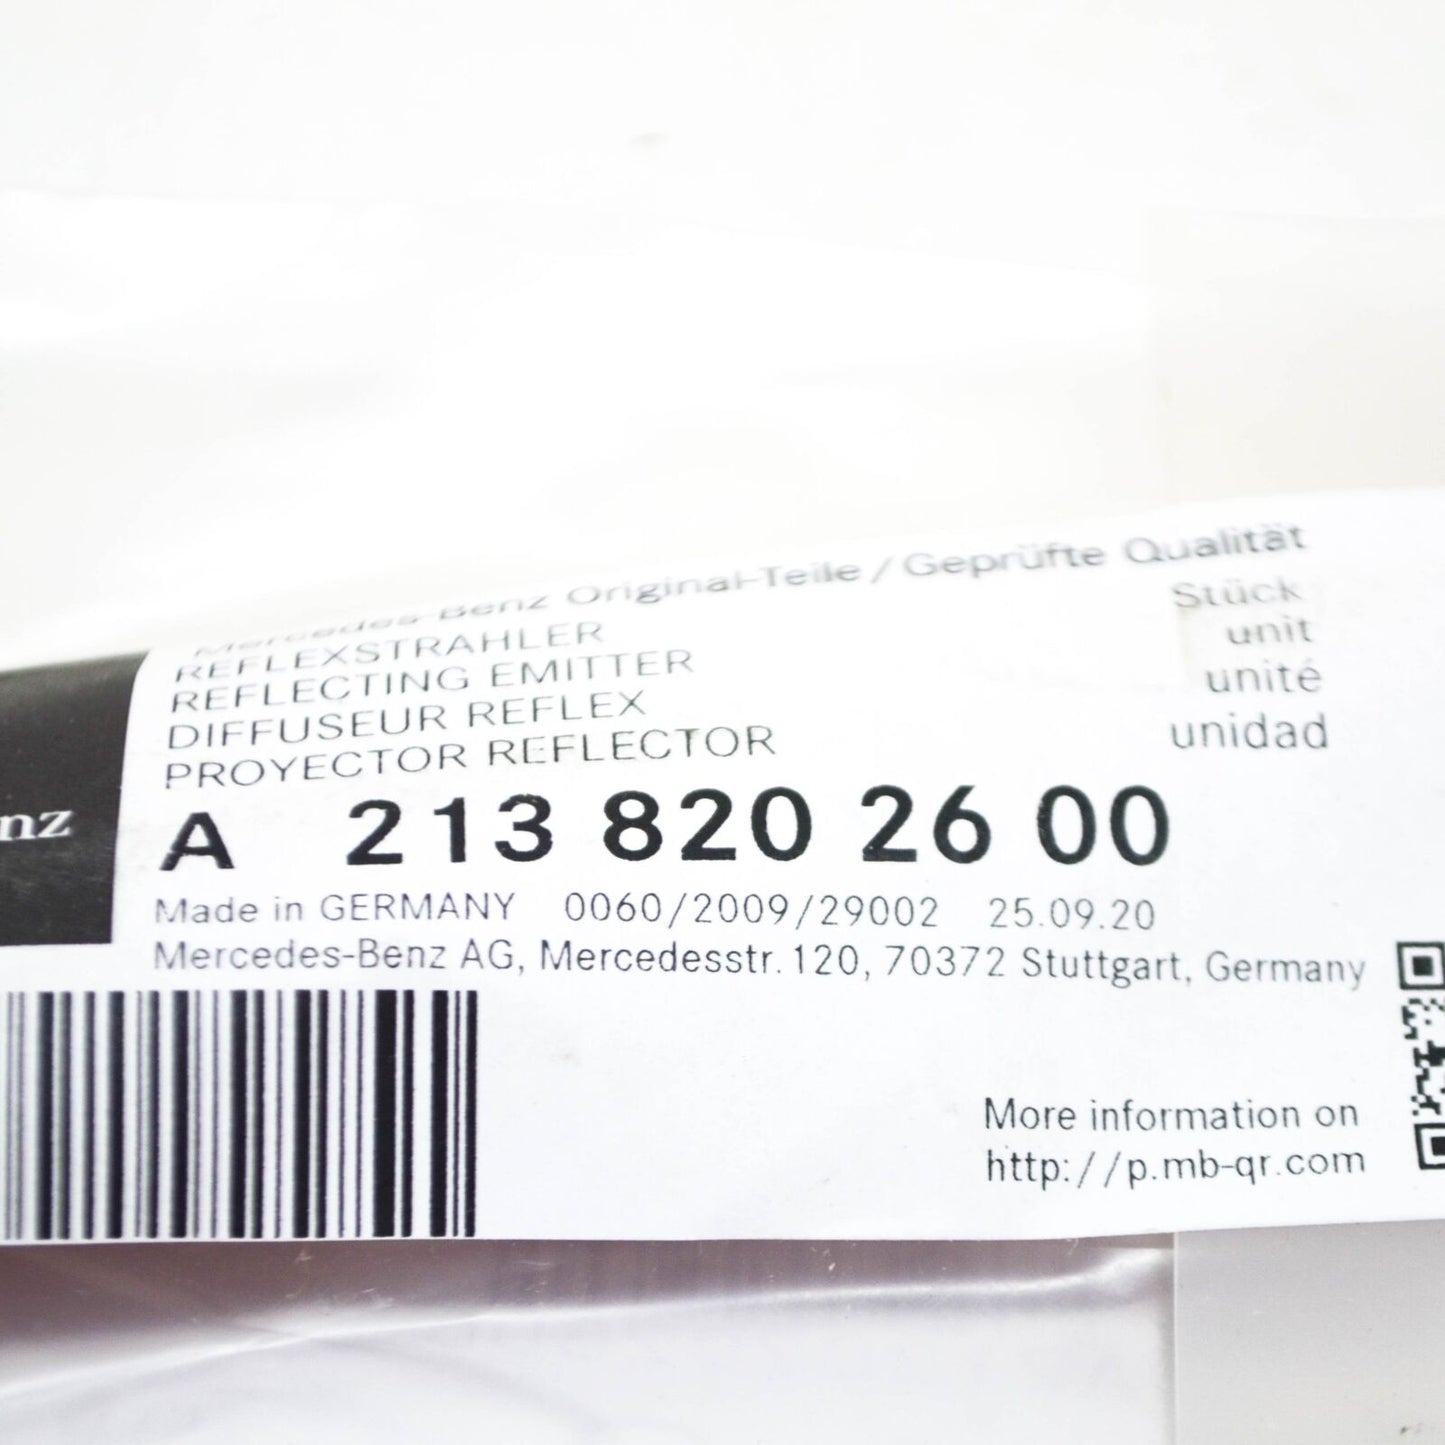 Mercedes-Benz Original-Teile / Geprüfte Qualität
REFLEXSTRAHLER
REFLECTING EMITTER
DIFFUSEUR REFLEX
PROYECTOR REFLECTOR
Stück
unit
unité
unidad
nz
A 213 820 26 00
Made in GERMANY 0060/2009/29002 25.09.20
Mercedes-Benz AG, Mercedesstr. 120, 70372 Stuttgart, Germany
More information on
http://p.mb-qr.com